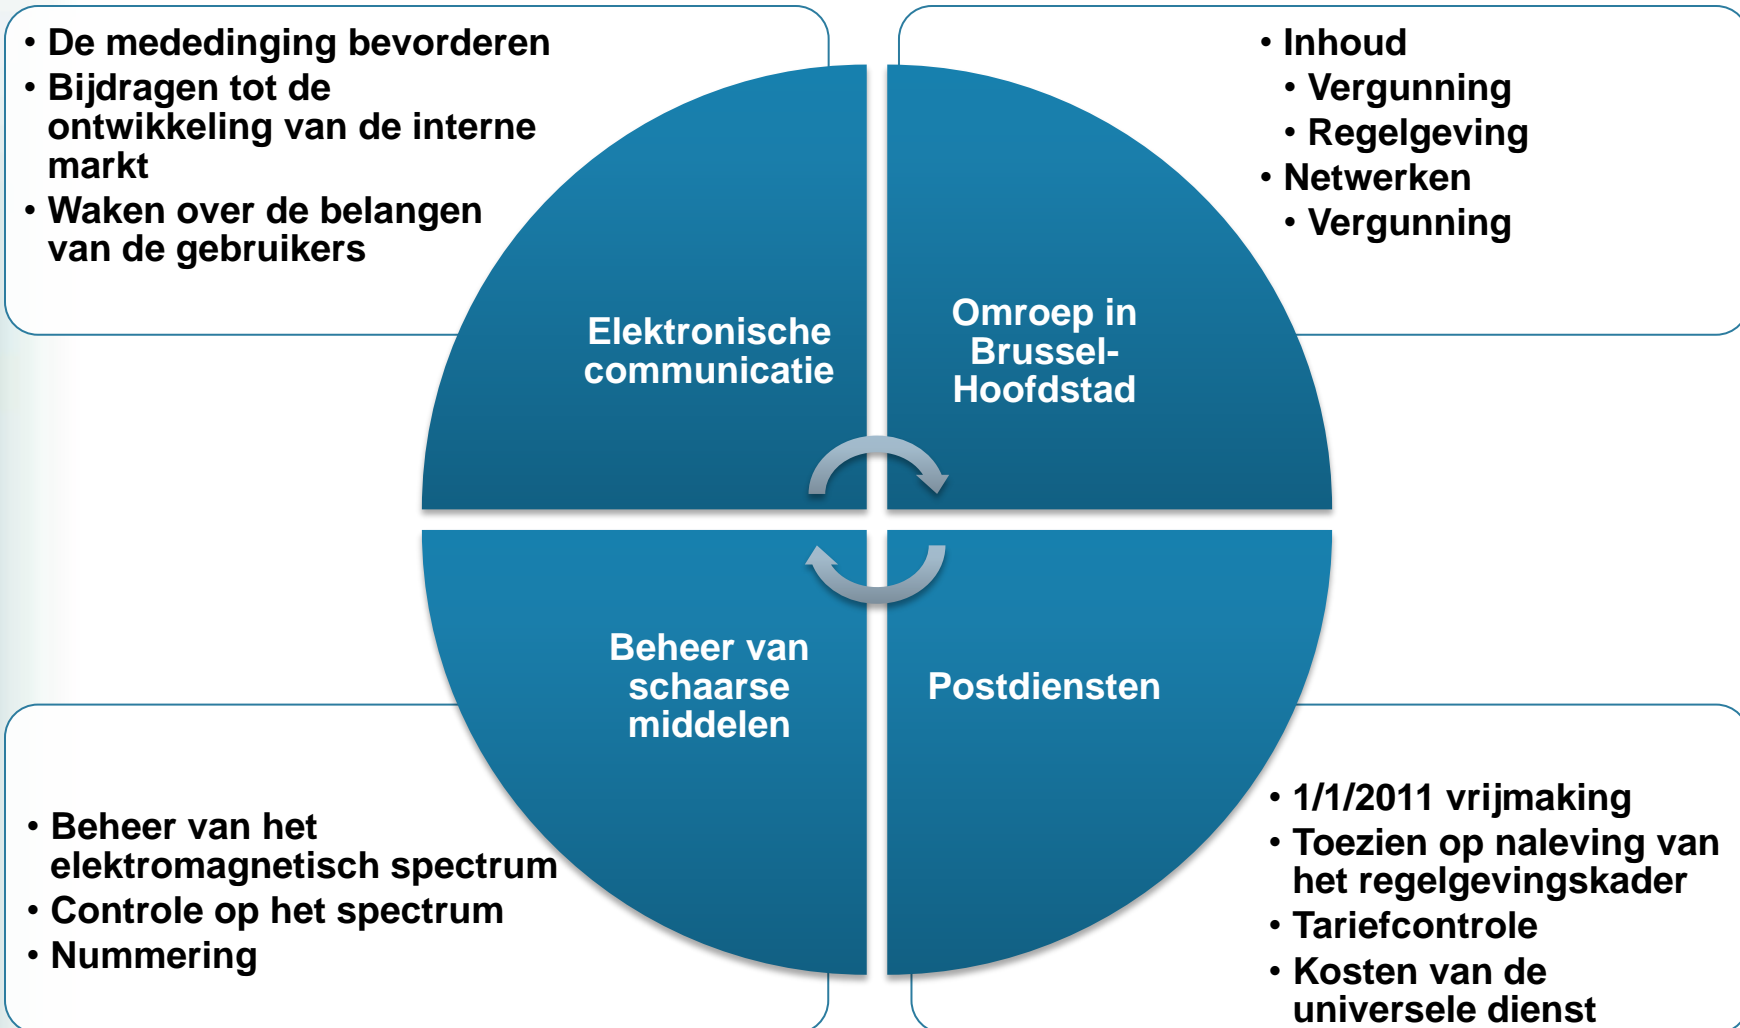 • De mededinging bevorderen
• Bijdragen tot de
ontwikkeling van de interne
markt
• Waken over de belangen
van de gebruikers
Elektronische
communicatie
• Inhoud
• Vergunning
• Regelgeving
• Netwerken
• Vergunning
Omroep in
Brussel-
Hoofdstad
Beheer van
schaarse
middelen
• Beheer van het
elektromagnetisch spectrum
• Controle op het spectrum
• Nummering
Postdiensten
• 1/1/2011 vrijmaking
• Toezien op naleving van
het regelgevingskader
• Tariefcontrole
• Kosten van de
universele dienst